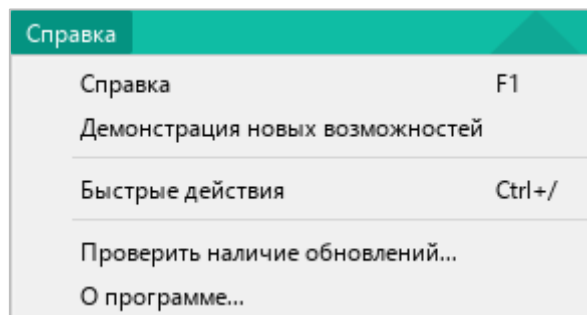 Справка
Справка F1
Демонстрация новых возможностей
Быстрые действия Ctrl+/
Проверить наличие обновлений...
О программе...